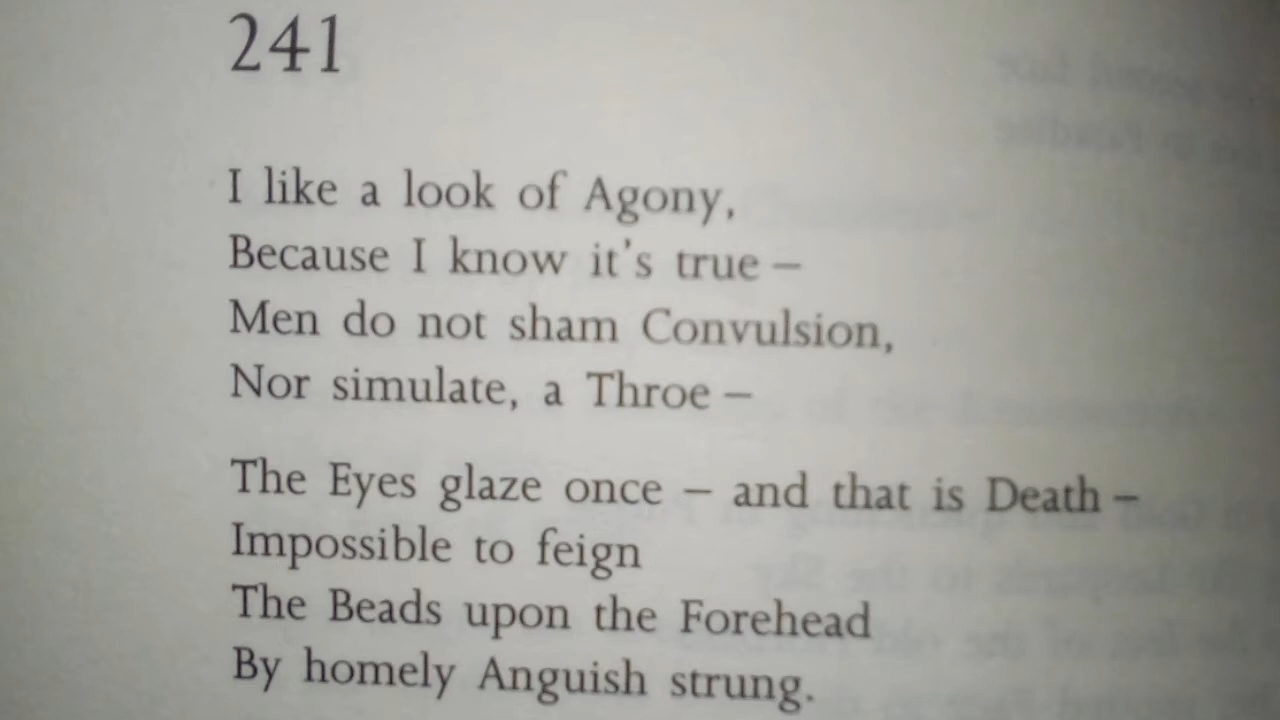 241
I like a look of Agony,
Because I know it's true –
Men do not sham Convulsion,
Nor simulate, a Throe –
The Eyes glaze once – and that is Death –
Impossible to feign
The Beads upon the Forehead
By homely Anguish strung.